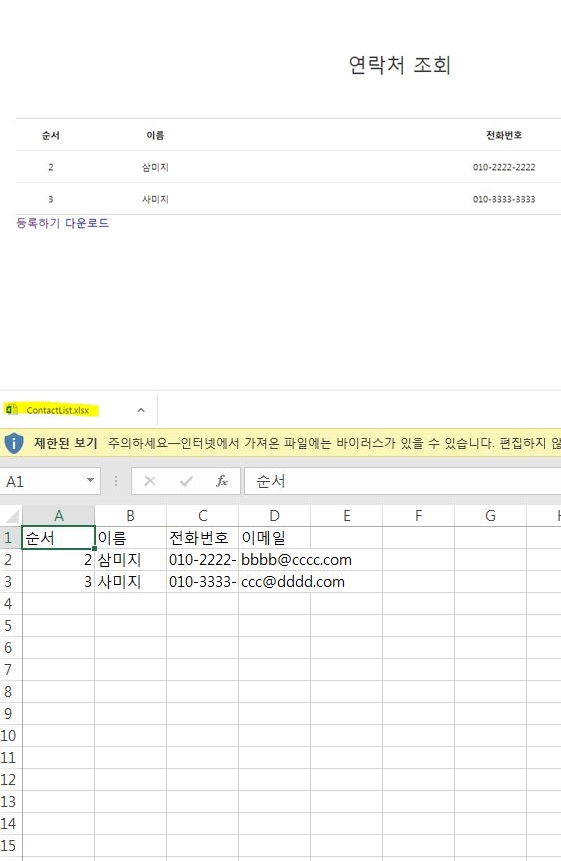 연락처 조회
순서 이름 전화번호
2 삼미지 010-2222-2222
3 사미지 010-3333-3333
등록하기 다운로드
ContactList.xlsx
제한된 보기 주의하세요—인터넷에서 가져온 파일에는 바이러스가 있을 수 있습니다. 편집하지 않
A1 fx 순서
A B C D E F G H
1 순서 이름 전화번호 이메일
2 2 삼미지 010-2222- bbbb@cccc.com
3 3 사미지 010-3333- ccc@dddd.com
4
5
6
7
8
9
10
11
12
13
14
15